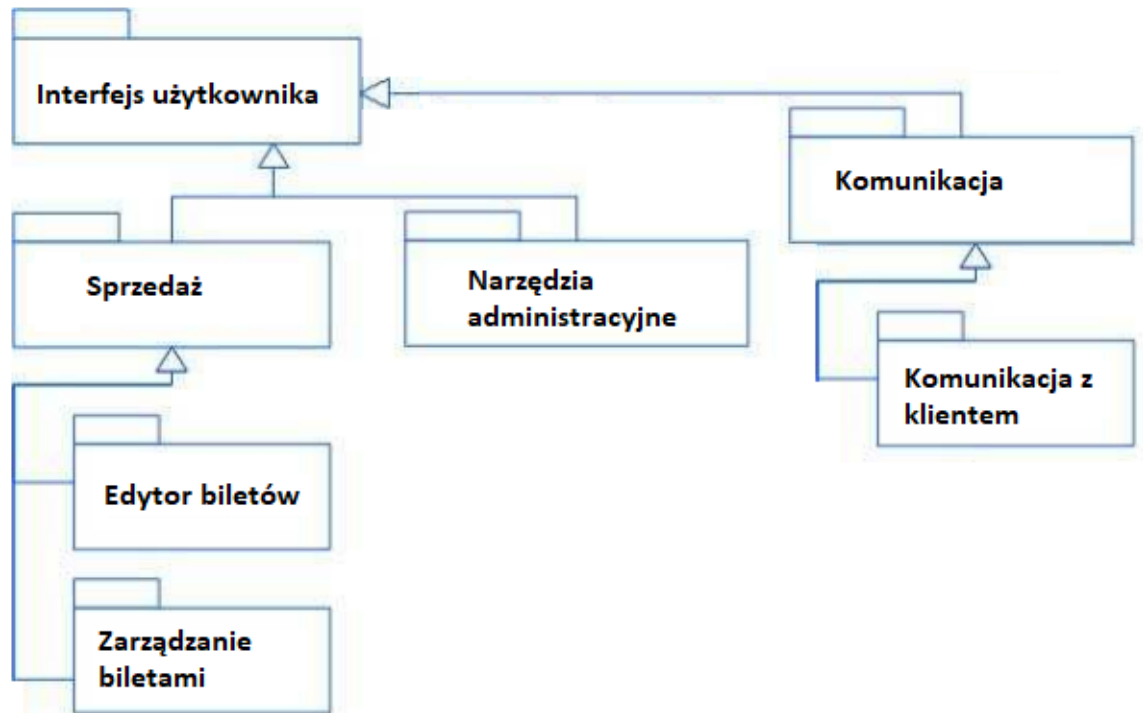 Interfejs użytkownika
Komunikacja
Sprzedaż
Narzędzia
administracyjne
Komunikacja z
klientem
Edytor biletów
Zarządzanie
biletami